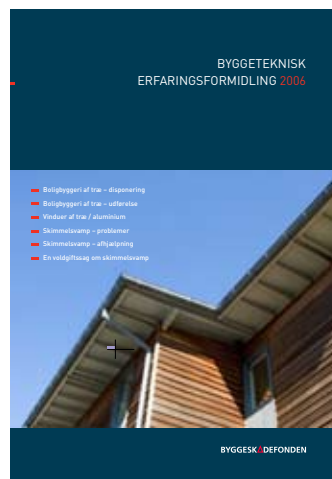 BYGGETEKNISK
ERFARINGSFORMIDLING 2006
Boligbyggeri af træ – disponering
Boligbyggeri af træ – udførelse
Vinduer af træ / aluminium
Skimmelsvamp – problemer
Skimmelsvamp – afhjælpning
En voldgiftssag om skimmelsvamp
BYGGESKADEFONDEN